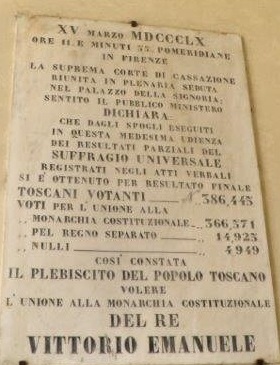 XV MARZO MDCCCLX
ORE 11. E MINUTI 55. POMERIDIANE
IN FIRENZE
LA SUPREMA CORTE DI CASSAZIONE
RIUNITA IN PLENARIA SEDUTA
NEL PALAZZO DELLA SIGNORIA:
SENTITO IL PUBBLICO MINISTERO
DICHIARA
CHE DAGLI SPOGLI ESEGUITI
IN QUESTA MEDESIMA UDIENZA
DEI RESULTATI PARZIALI DEL
SUFFRAGIO UNIVERSALE
REGISTRATI NEGLI ATTI VERBALI
SI È OTTENUTO PER RESULTATO FINALE
TOSCANI VOTANTI N. 386,445
VOTI PER L'UNIONE ALLA
MONARCHIA COSTITUZIONALE „ 366,571
„ PEL REGNO SEPARATO „ 14,925
„ NULLI „ 4949
COSÌ CONSTATA
IL PLEBISCITO DEL POPOLO TOSCANO
VOLERE
L'UNIONE ALLA MONARCHIA COSTITUZIONALE
DEL RE
VITTORIO EMANUELE